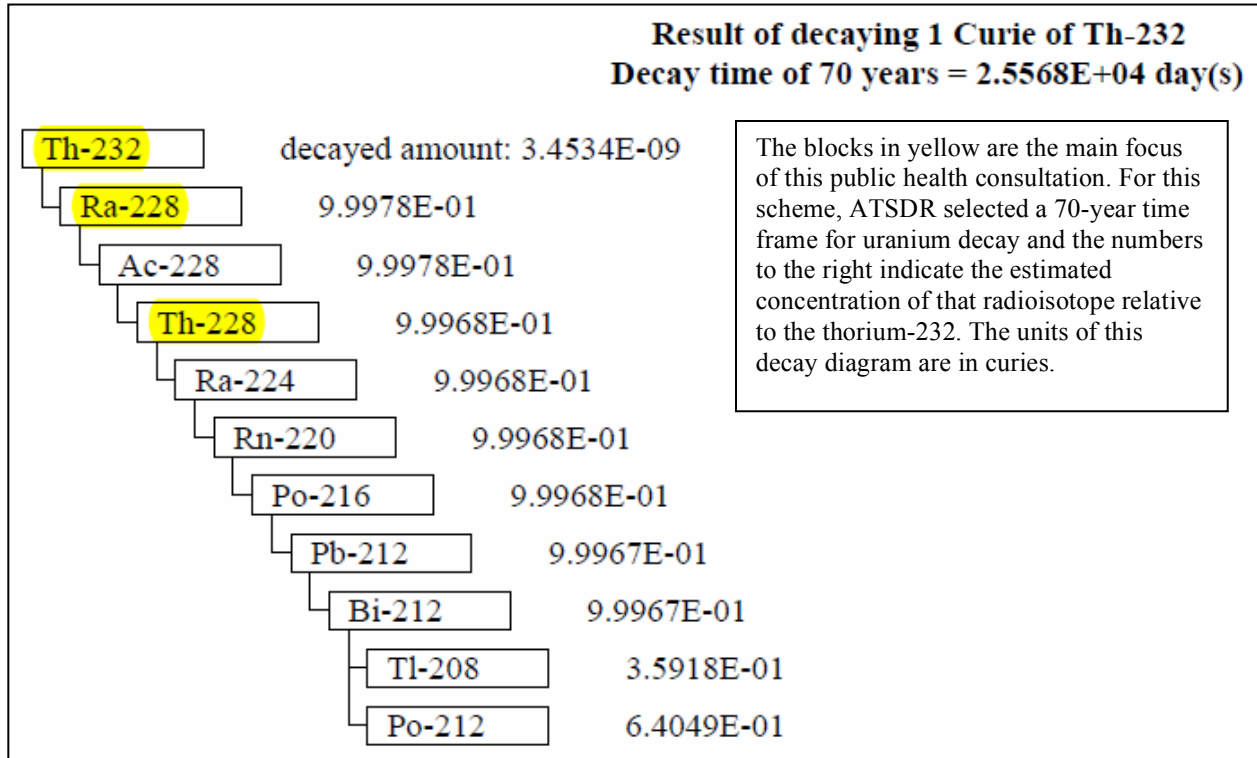 Result of decaying 1 Curie of Th-232
Decay time of 70 years = 2.5568E+04 day(s)
Th-232 decayed amount: 3.4534E-09
Ra-228 9.9978E-01
Ac-228 9.9978E-01
Th-228 9.9968E-01
Ra-224 9.9968E-01
Rn-220 9.9968E-01
Po-216 9.9968E-01
Pb-212 9.9967E-01
Bi-212 9.9967E-01
Tl-208 3.5918E-01
Po-212 6.4049E-01
The blocks in yellow are the main focus
of this public health consultation. For this
scheme, ATSDR selected a 70-year time
frame for uranium decay and the numbers
to the right indicate the estimated
concentration of that radioisotope relative
to the thorium-232. The units of this
decay diagram are in curies.